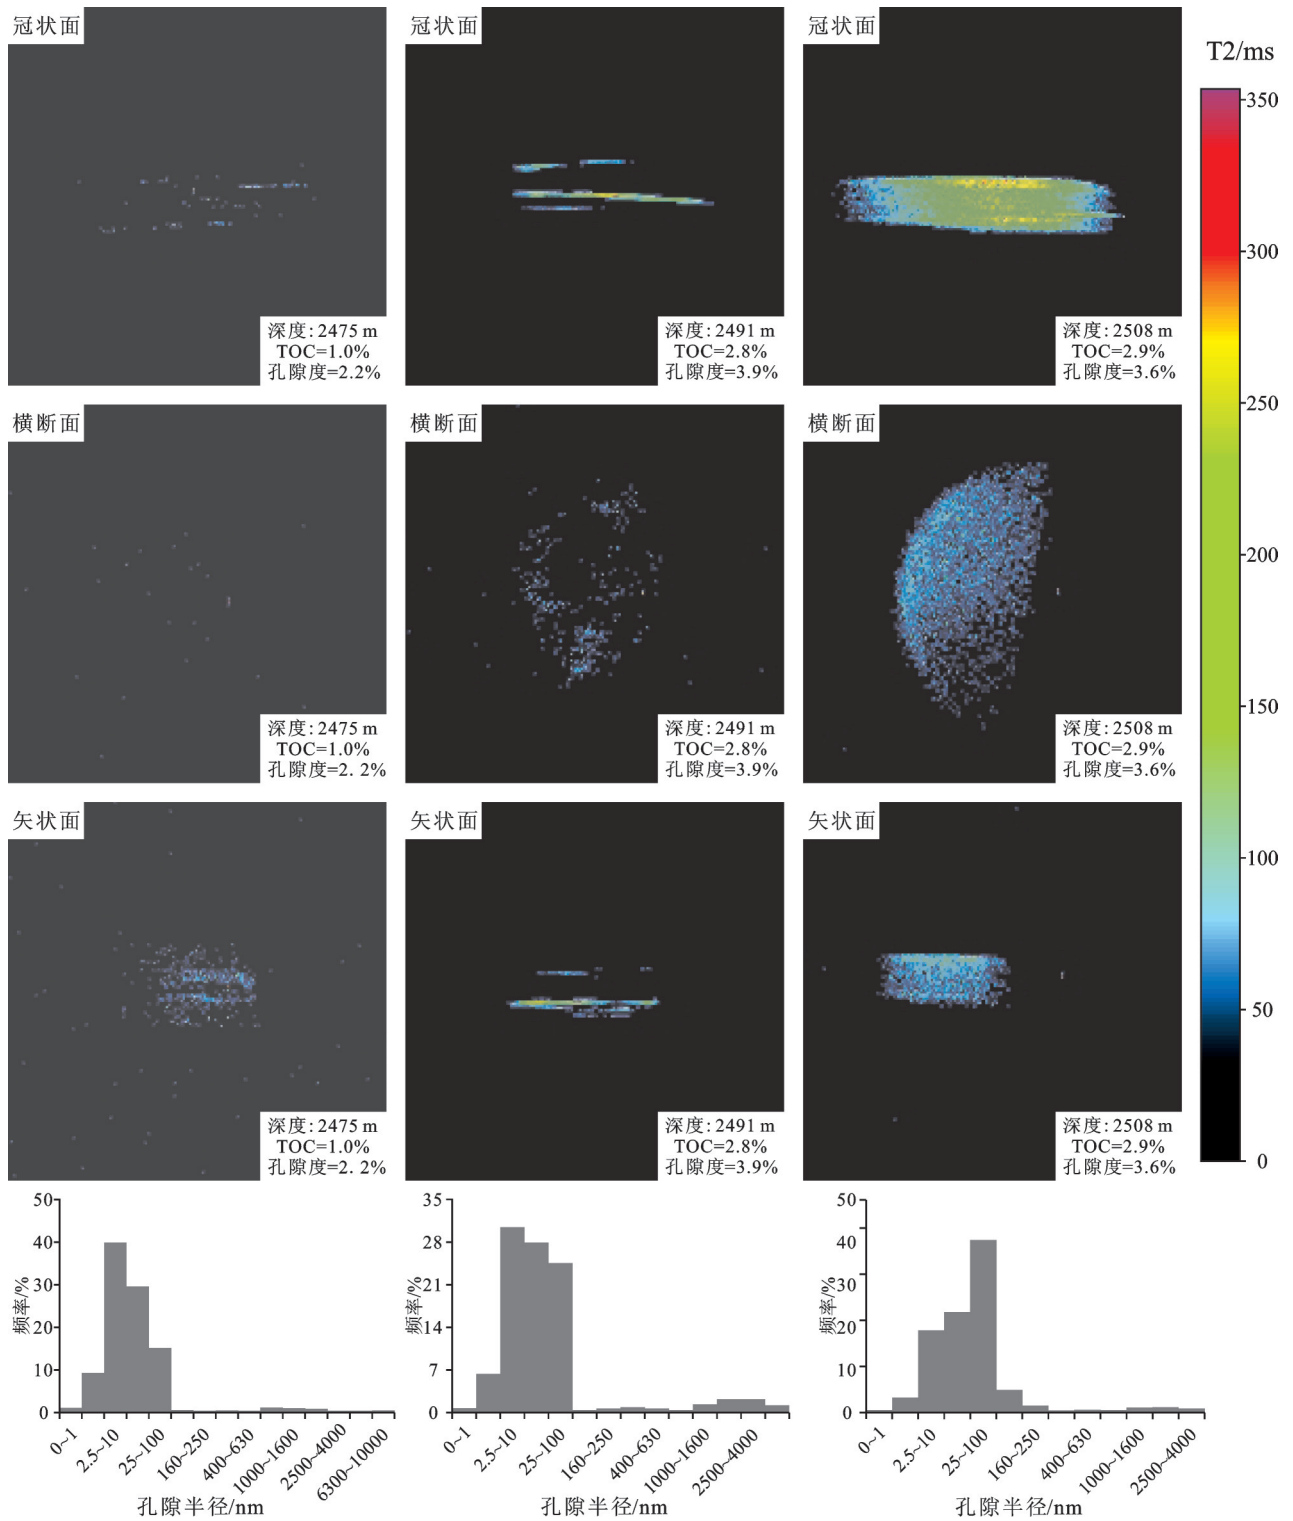 冠状面
冠状面
冠状面
T2/ms
350
300
250
200
150
100
50
0
深度:2475 m
TOC=1.0%
孔隙度=2.2%
深度:2491 m
TOC=2.8%
孔隙度=3.9%
深度:2508 m
TOC=2.9%
孔隙度=3.6%
横断面
横断面
横断面
深度:2475 m
TOC=1.0%
孔隙度=2. 2%
深度:2491 m
TOC=2.8%
孔隙度=3.9%
深度:2508 m
TOC=2.9%
孔隙度=3.6%
矢状面
矢状面
矢状面
深度:2475 m
TOC=1.0%
孔隙度=2. 2%
深度:2491 m
TOC=2.8%
孔隙度=3.9%
深度:2508 m
TOC=2.9%
孔隙度=3.6%
50
40
30
20
10
0
频率/%
0~1
2.5~10
25~100
160~250
400~630
1000~1600
2500~4000
6300~10000
孔隙半径/nm
35
28
21
14
7
0
频率/%
0~1
2.5~10
25~100
160~250
400~630
1000~1600
2500~4000
孔隙半径/nm
50
40
30
20
10
0
频率/%
0~1
2.5~10
25~100
160~250
400~630
1000~1600
2500~4000
孔隙半径/nm